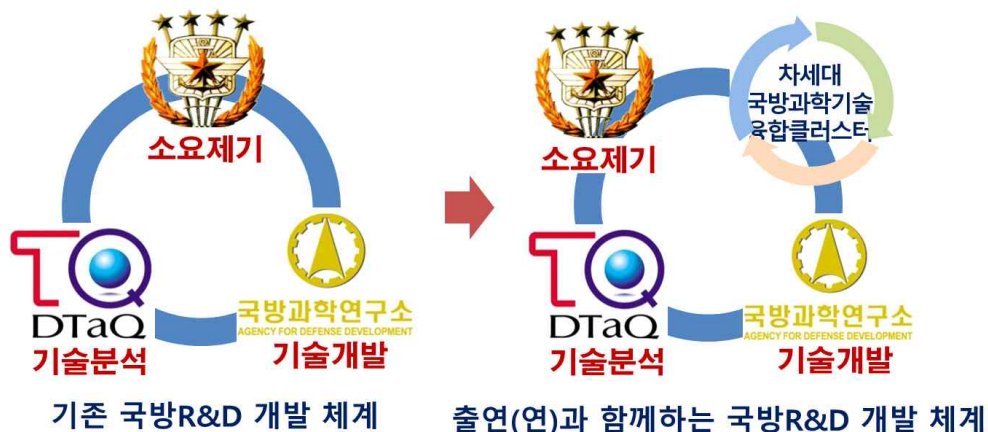 소요제기
DTaQ
기술분석
국방과학연구소
AGENCY FOR DEFENSE DEVELOPMENT
기술개발
기존 국방R&D 개발 체계
소요제기
차세대
국방과학기술
융합클러스터
DTaQ
기술분석
국방과학연구소
AGENCY FOR DEFENSE DEVELOPMENT
기술개발
출연(연)과 함께하는 국방R&D 개발 체계